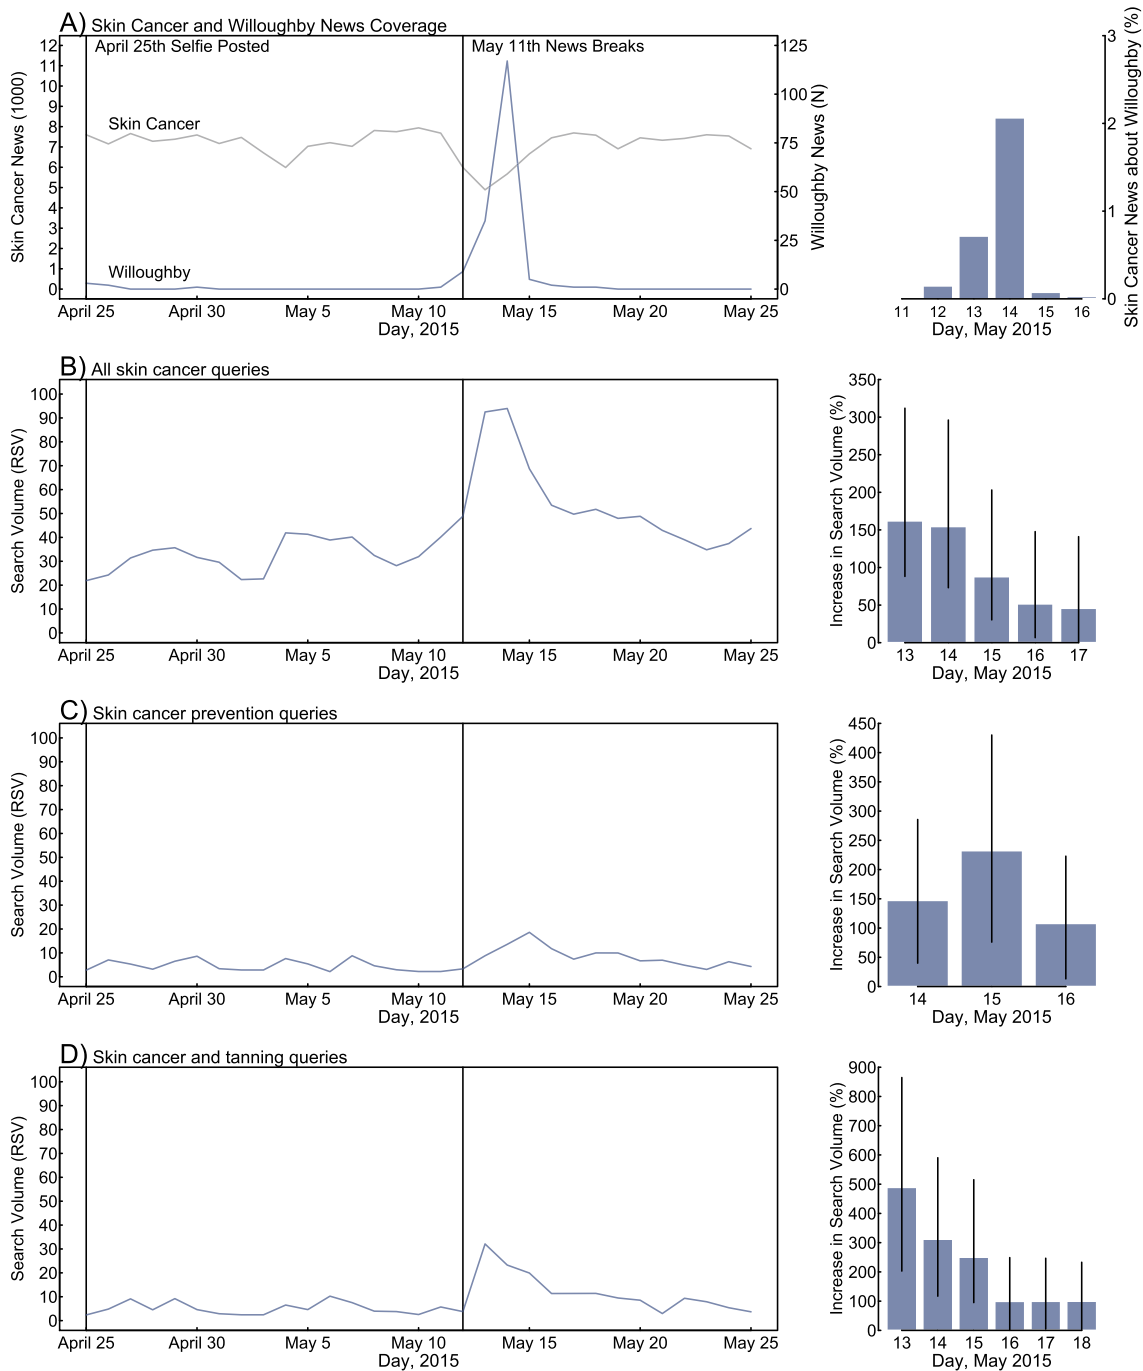 A) Skin Cancer and Willoughby News Coverage
April 25th Selfie Posted
May 11th News Breaks
Skin Cancer News (1000)
12
11
10
9
8
7
6
5
4
3
2
1
0
Skin Cancer
Willoughby
125
100
75
50
25
0
Willoughby News (N)
April 25 April 30 May 5 May 10 May 15 May 20 May 25
Day, 2015
3
2
1
0
Skin Cancer News about Willoughby (%)
11 12 13 14 15 16
Day, May 2015
B) All skin cancer queries
Search Volume (RSV)
100
90
80
70
60
50
40
30
20
10
0
April 25 April 30 May 5 May 10 May 15 May 20 May 25
Day, 2015
Increase in Search Volume (%)
350
300
250
200
150
100
50
0
13 14 15 16 17
Day, May 2015
C) Skin cancer prevention queries
Search Volume (RSV)
100
90
80
70
60
50
40
30
20
10
0
April 25 April 30 May 5 May 10 May 15 May 20 May 25
Day, 2015
Increase in Search Volume (%)
450
400
350
300
250
200
150
100
50
0
14 15 16
Day, May 2015
D) Skin cancer and tanning queries
Search Volume (RSV)
100
90
80
70
60
50
40
30
20
10
0
April 25 April 30 May 5 May 10 May 15 May 20 May 25
Day, 2015
Increase in Search Volume (%)
900
800
700
600
500
400
300
200
100
0
13 14 15 16 17 18
Day, May 2015